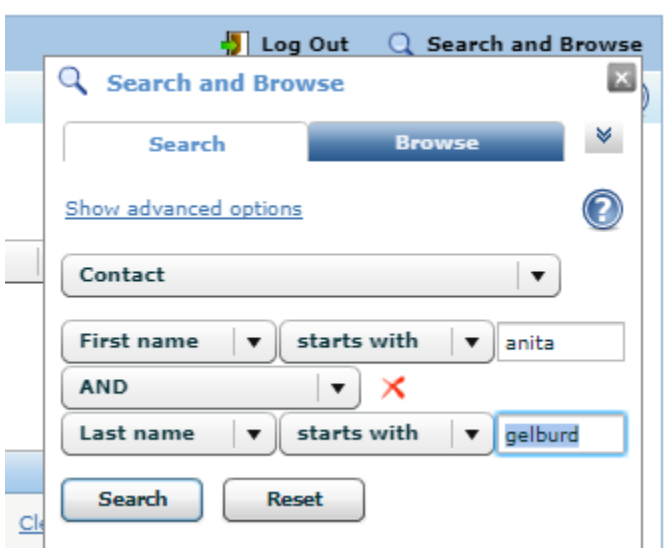 Log Out Search and Browse
Search and Browse
Search Browse
Show advanced options
Contact
First name starts with anita
AND
Last name starts with gelburd
Search Reset
Cle